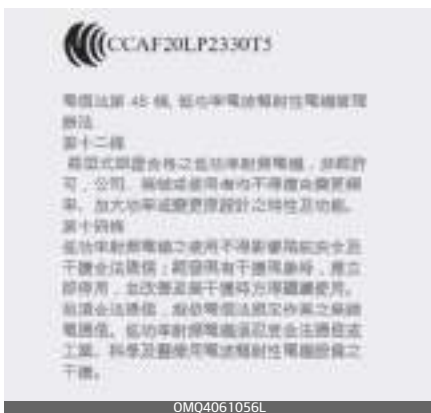 CCAF20LP2330T5
電信法第 48 條, 低功率電波輻射性電機管理
辦法
第十二條
經型式認證合格之低功率射頻電機，非經許
可，公司、商號或使用者均不得擅自變更頻
率、加大功率或變更原設計之特性及功能。
第十四條
低功率射頻電機之使用不得影響飛航安全及
干擾合法通信；經發現有干擾現象時，應立
即停用，並改善至無干擾時方得繼續使用。
前項合法通信，指依電信法規定作業之無線
電通信。低功率射頻電機須忍受合法通信或
工業、科學及醫療用電波輻射性電機設備之
干擾。
OMQ4061056L